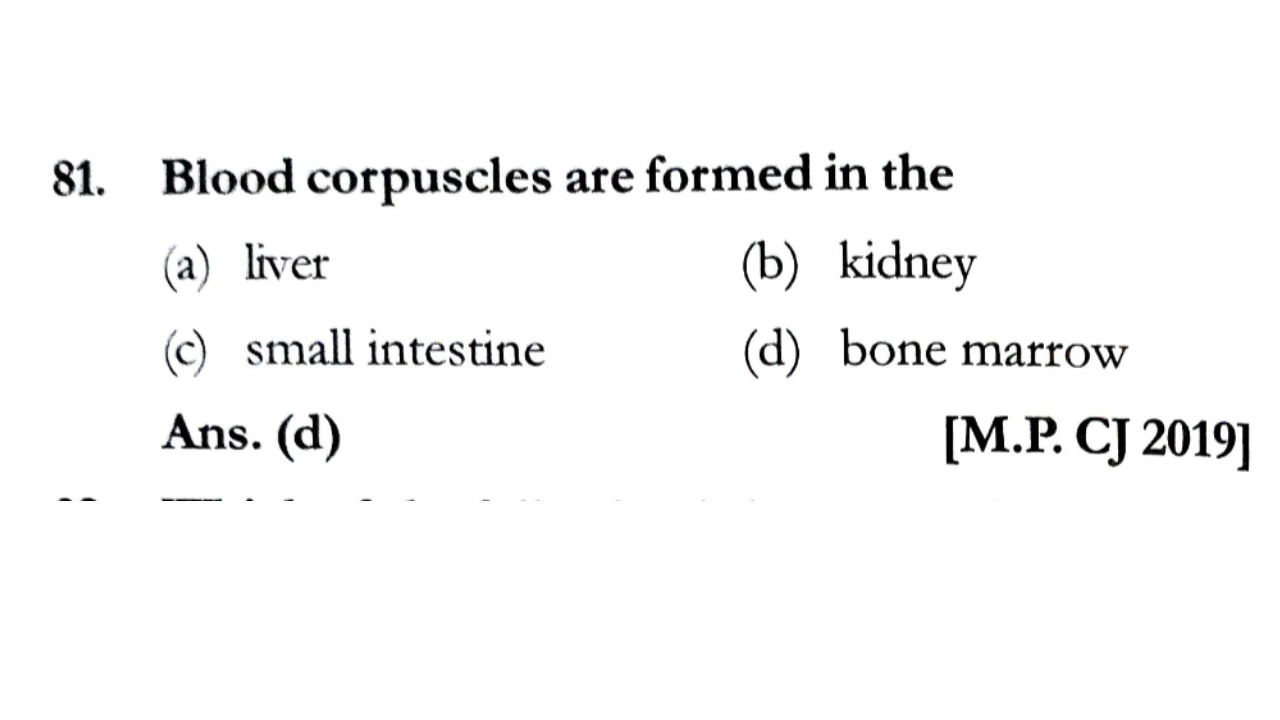 81. Blood corpuscles are formed in the
(a) liver (b) kidney
(c) small intestine (d) bone marrow
Ans. (d) [M.P. CJ 2019]